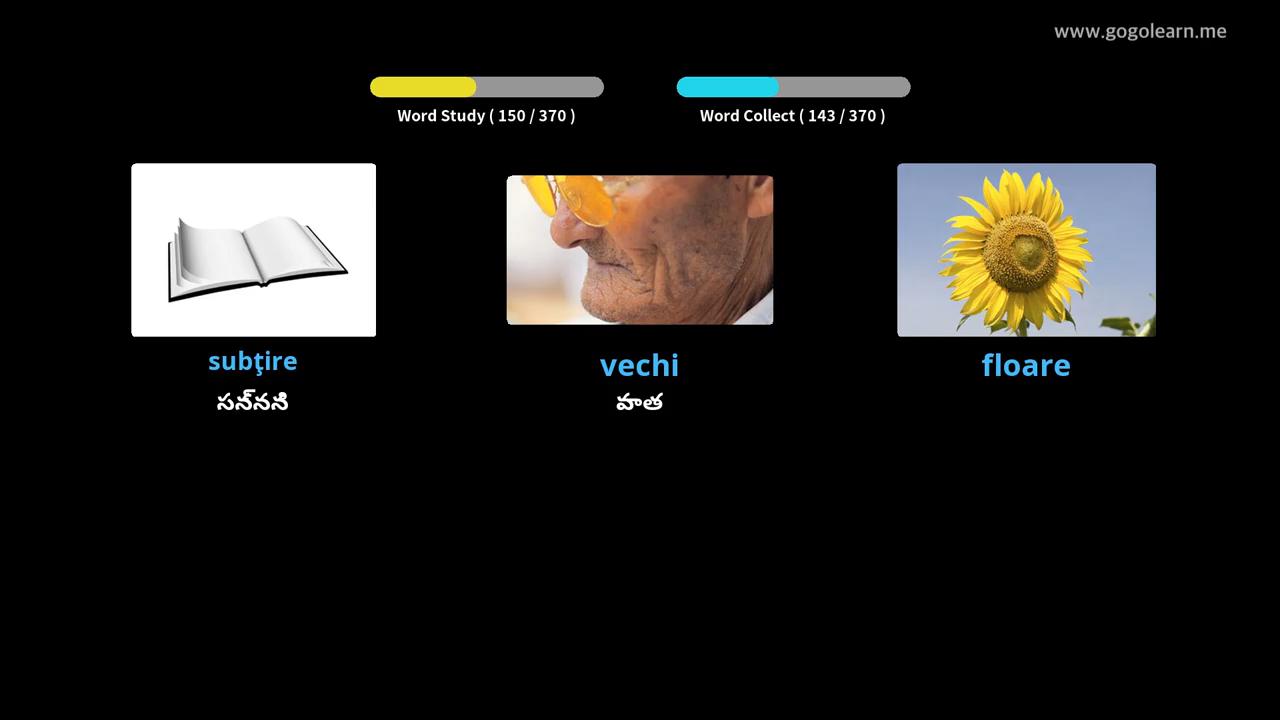 www.gogolearn.me
Word Study ( 150 / 370 )
Word Collect ( 143 / 370 )
subţire
vechi
floare
సన్‌నని
పాత